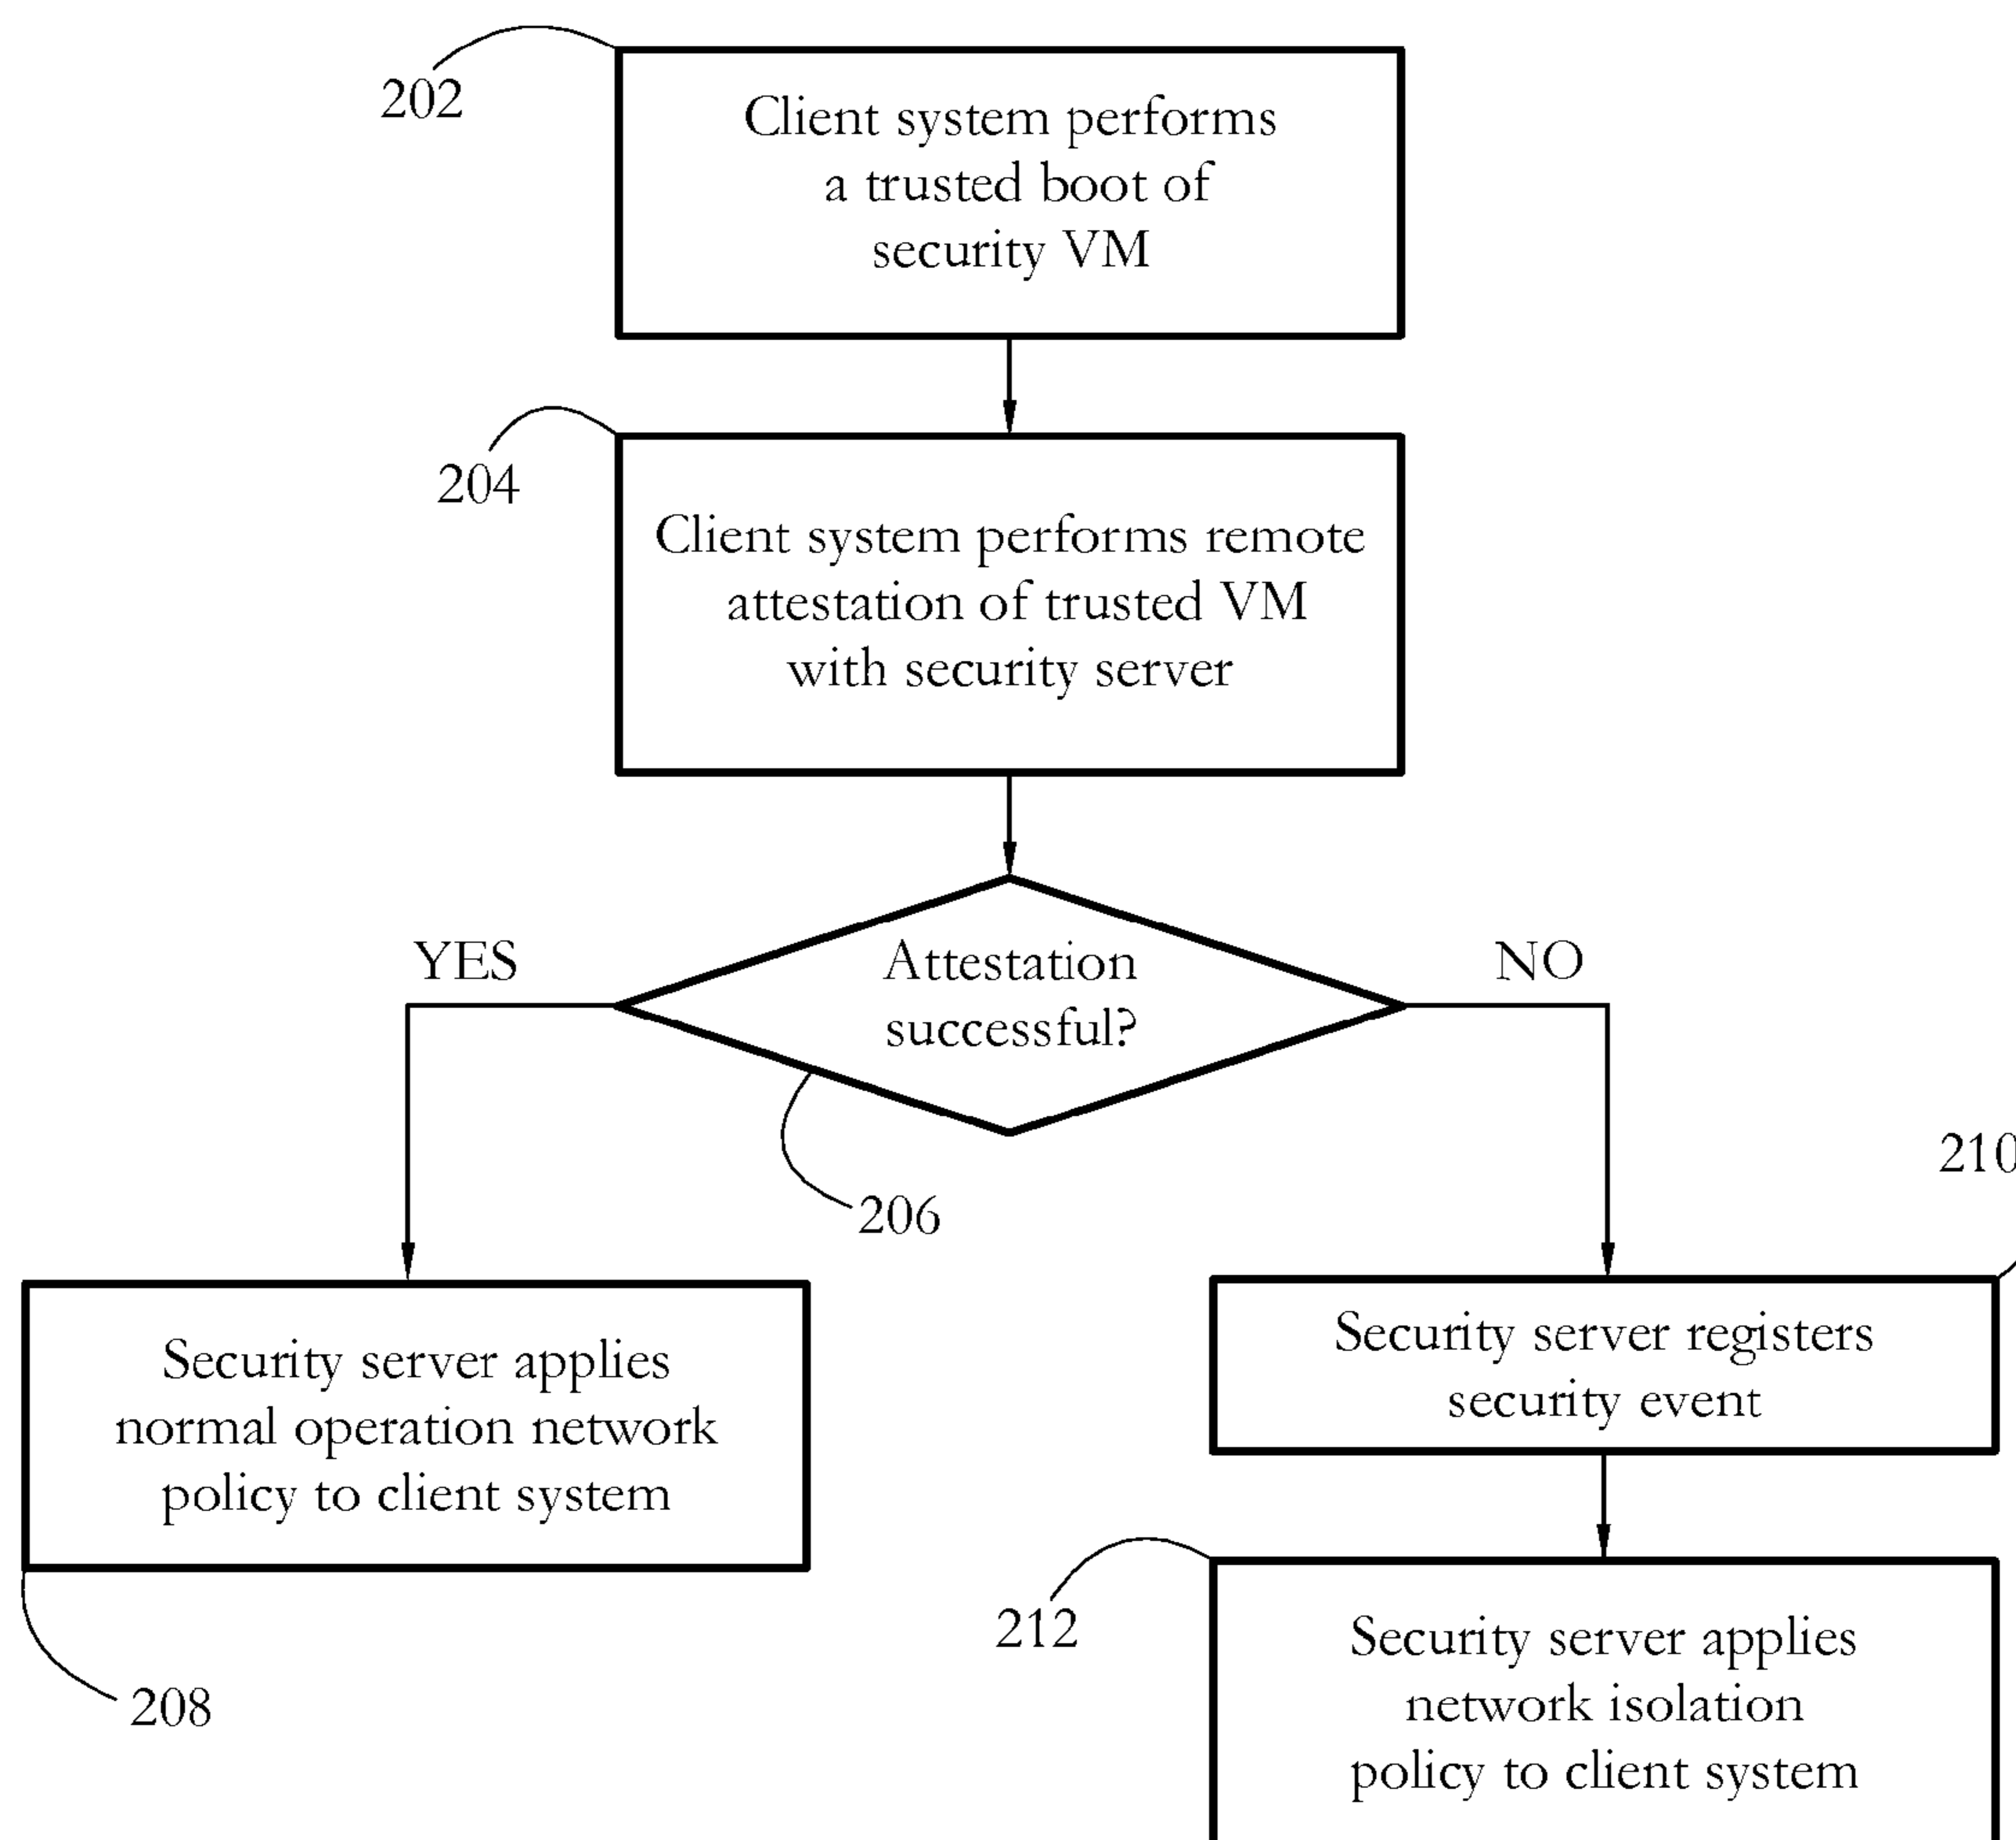 202
Client system performs
a trusted boot of
security VM
204
Client system performs remote
attestation of trusted VM
with security server
YES
Attestation
successful?
NO
206
210
Security server applies
normal operation network
policy to client system
208
Security server registers
security event
212
Security server applies
network isolation
policy to client system